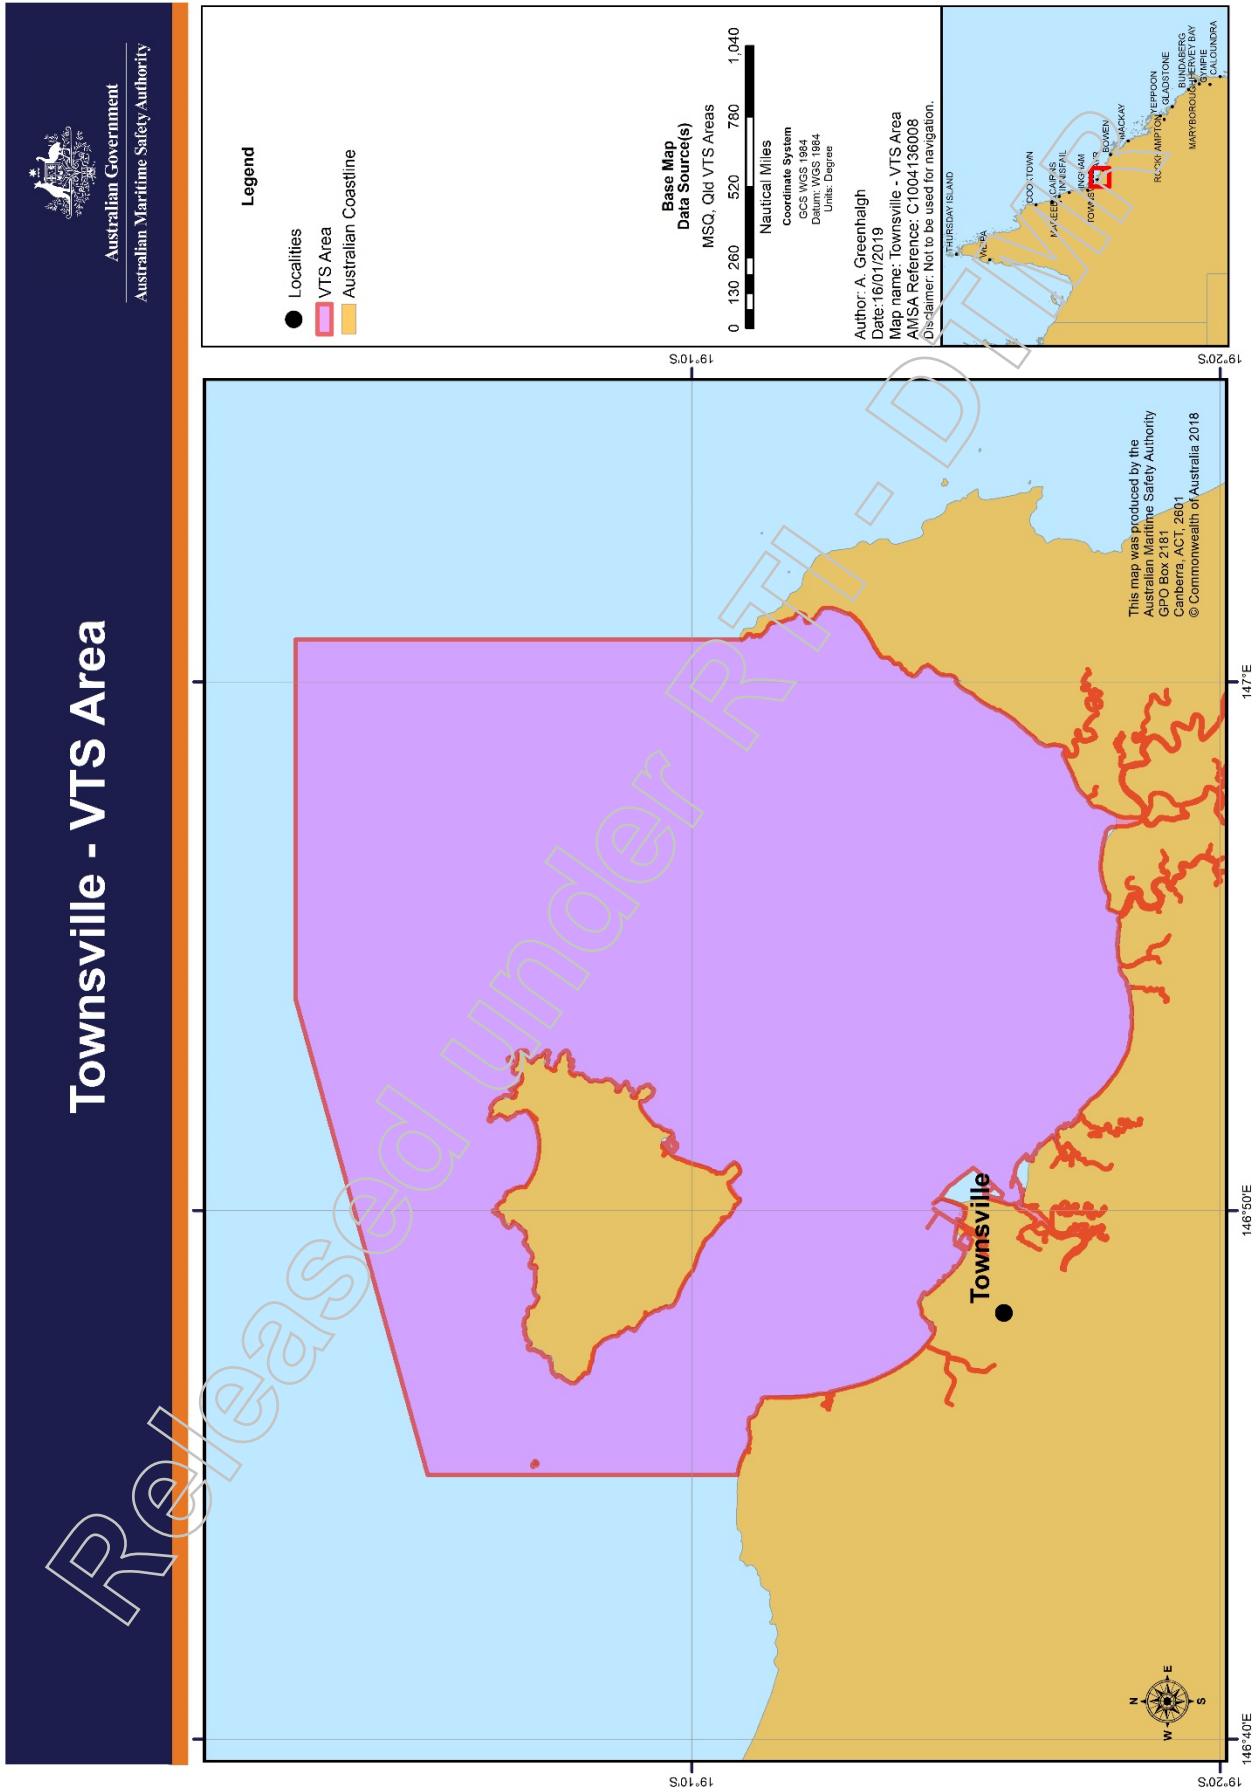 Townsville - VTS Area
Australian Government
Australian Maritime Safety Authority
Legend
Localities
VTS Area
Australian Coastline
Base Map
Data Source(s)
MSQ, Qld VTS Areas
0 130 260 520 780 1,040
Nautical Miles
Coordinate System
GCS WGS 1984
Datum: WGS 1984
Units: Degree
Author: A. Greenhalgh
Date:16/01/2019
Map name: Townsville - VTS Area
AMSA Reference: C1004136008
Disclaimer: Not to be used for navigation.
THURSDAY ISLAND
COOKTOWN
CAIRNS
INNISFAIL
INGHAM
BOWEN
MACKAY
YEPPOON
ROCKHAMPTON
GLADSTONE
BUNDABERG
HERVEY BAY
MARYBOROUGH
GYMPIE
CALOUNDRA
19°10'S
19°20'S
Townsville
This map was produced by the
Australian Maritime Safety Authority
GPO Box 2181
Canberra, ACT, 2601
© Commonwealth of Australia 2018
N
W
E
S
146°40'E
146°50'E
147°E
19°10'S
19°20'S
Released under RTI - DTMR